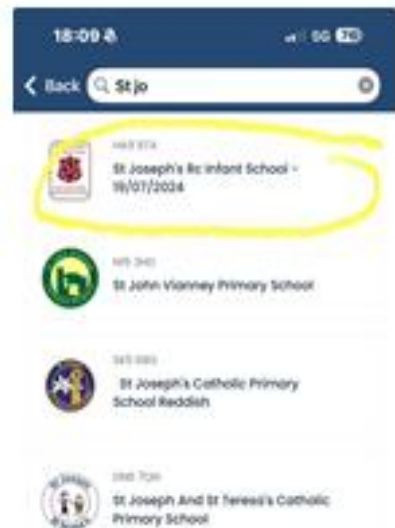 18:09
5G 76
Back
St jo
St Joseph's Rc Infant School -
19/07/2024
St John Vianney Primary School
St Joseph's Catholic Primary
School Reddish
St Joseph And St Teresa's Catholic
Primary School